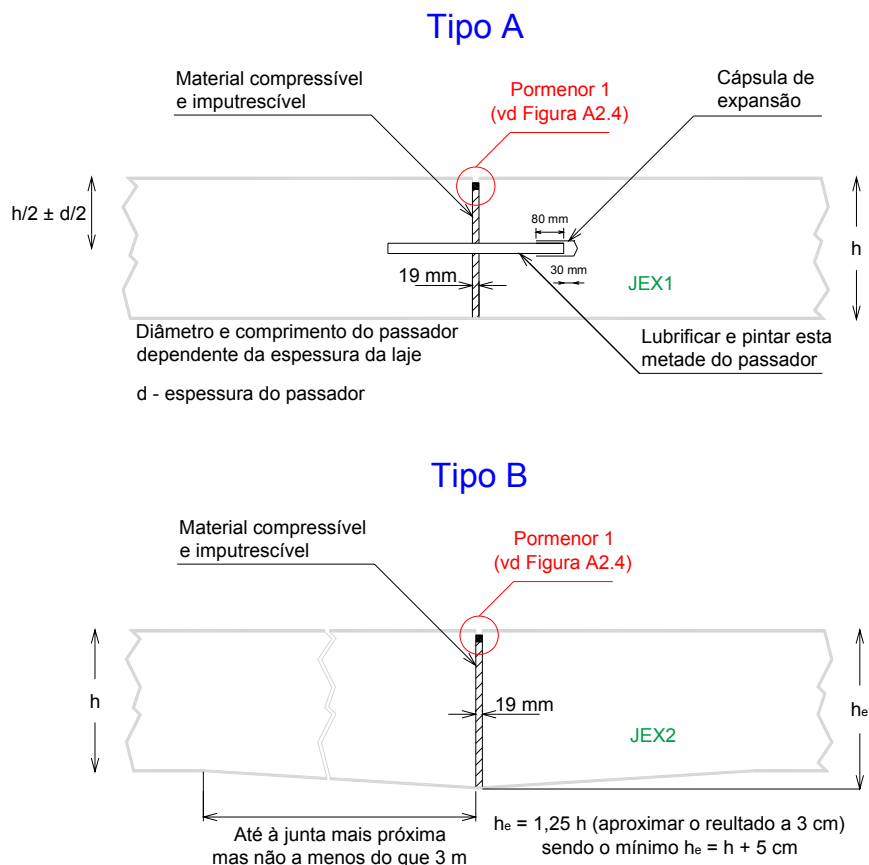 Tipo A
Material compressível
e imputrescível
Pormenor 1
(vd Figura A2.4)
Cápsula de
expansão
h/2 ± d/2
80 mm
h
19 mm
30 mm
JEX1
Diâmetro e comprimento do passador
dependente da espessura da laje
Lubrificar e pintar esta
metade do passador
d - espessura do passador
Tipo B
Material compressível
e imputrescível
Pormenor 1
(vd Figura A2.4)
h
19 mm
he
JEX2
Até à junta mais próxima
mas não a menos do que 3 m
he = 1,25 h (aproximar o reultado a 3 cm)
sendo o mínimo he = h + 5 cm